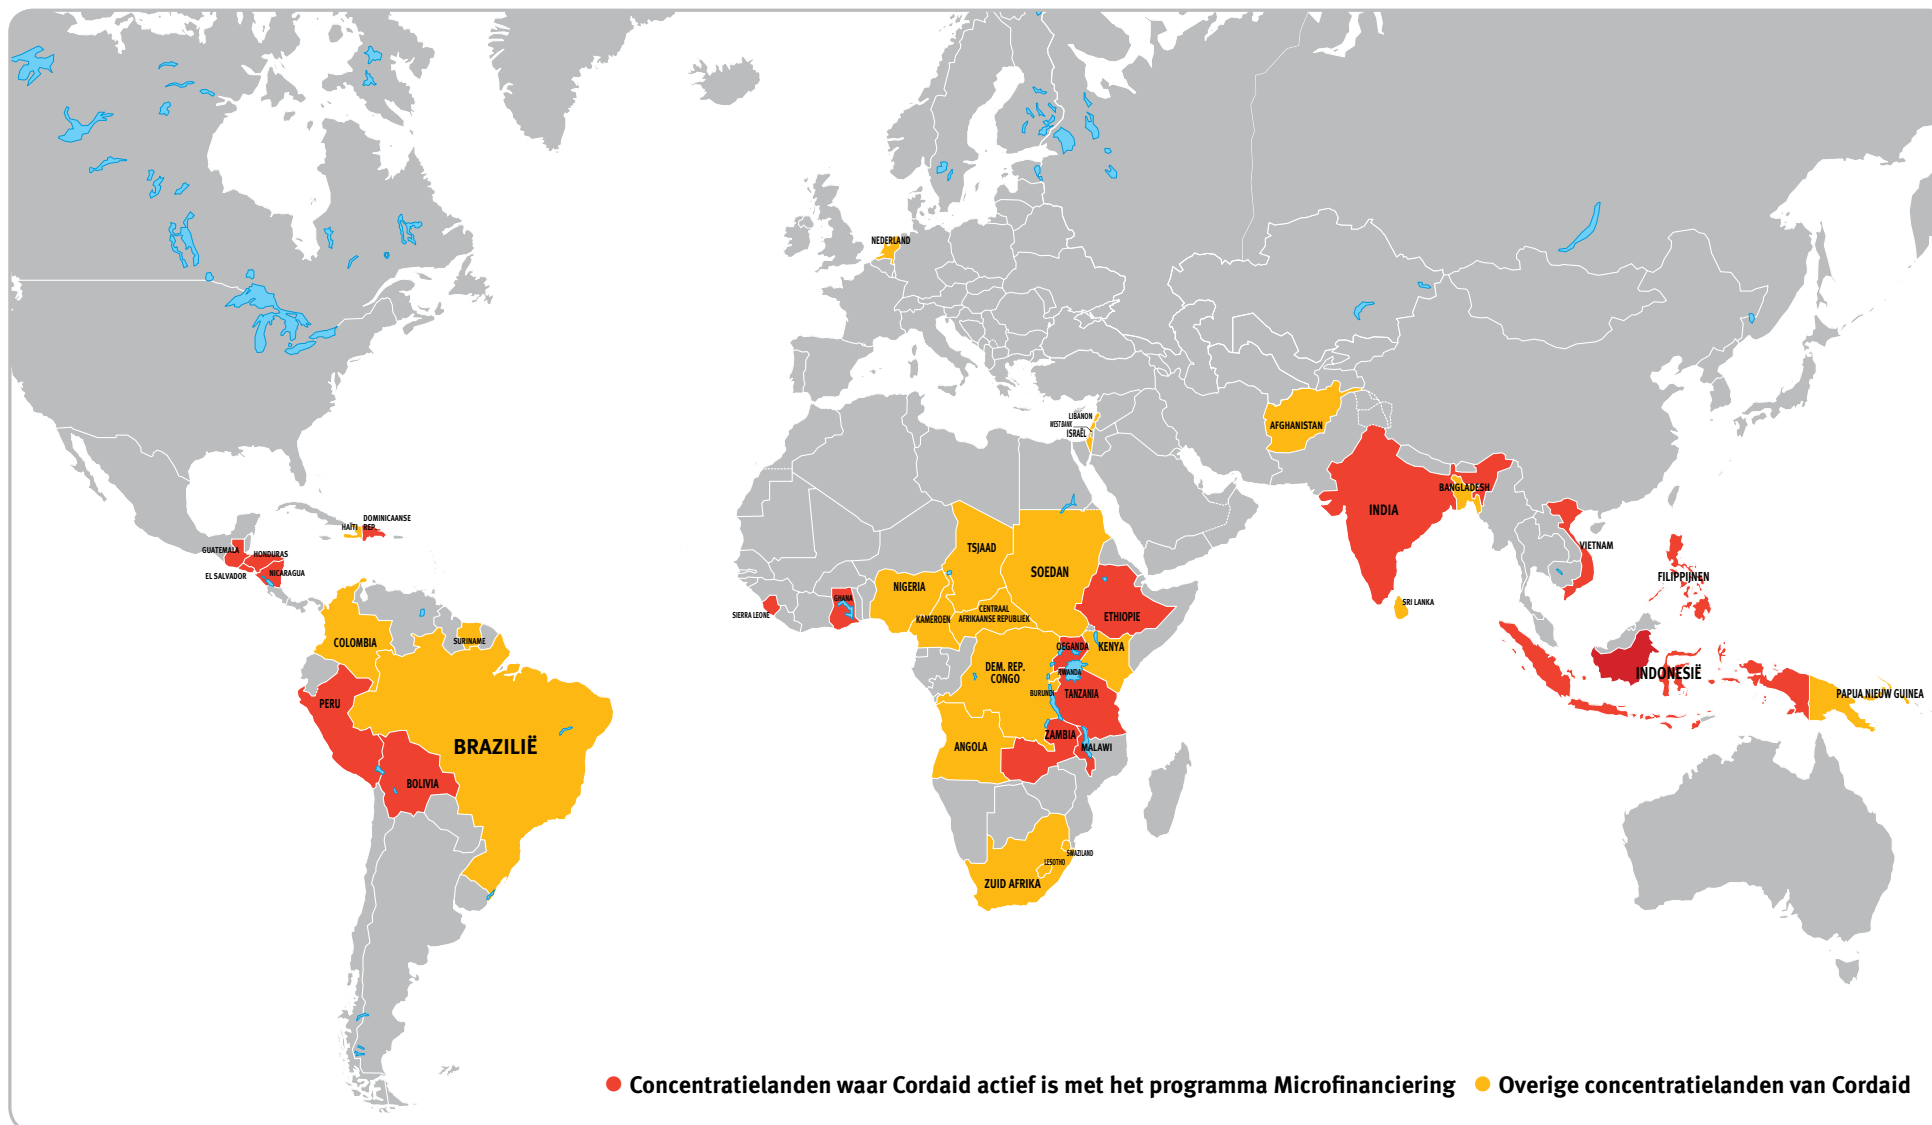 NEDERLAND
LIBANON
WESTBANK
ISRAËL
AFGHANISTAN
BANGLADESH
INDIA
VIETNAM
FILIPPIJNEN
SRI LANKA
INDONESIË
PAPUA NIEUW GUINEA
HAÏTI
DOMINICAANSE
REP.
GUATEMALA
HONDURAS
EL SALVADOR
NICARAGUA
COLOMBIA
SURINAME
PERU
BRAZILIË
BOLIVIA
SIERRA LEONE
GHANA
NIGERIA
TSJAAD
SOEDAN
KAMEROEN
CENTRAAL
AFRIKAANSE REPUBLIEK
ETHIOPIE
OEGANDA
KENYA
DEM. REP.
CONGO
RWANDA
BURUNDI
TANZANIA
ANGOLA
ZAMBIA
MALAWI
SWAZILAND
LESOTHO
ZUID AFRIKA
Concentratielanden waar Cordaid actief is met het programma Microfinanciering
Overige concentratielanden van Cordaid